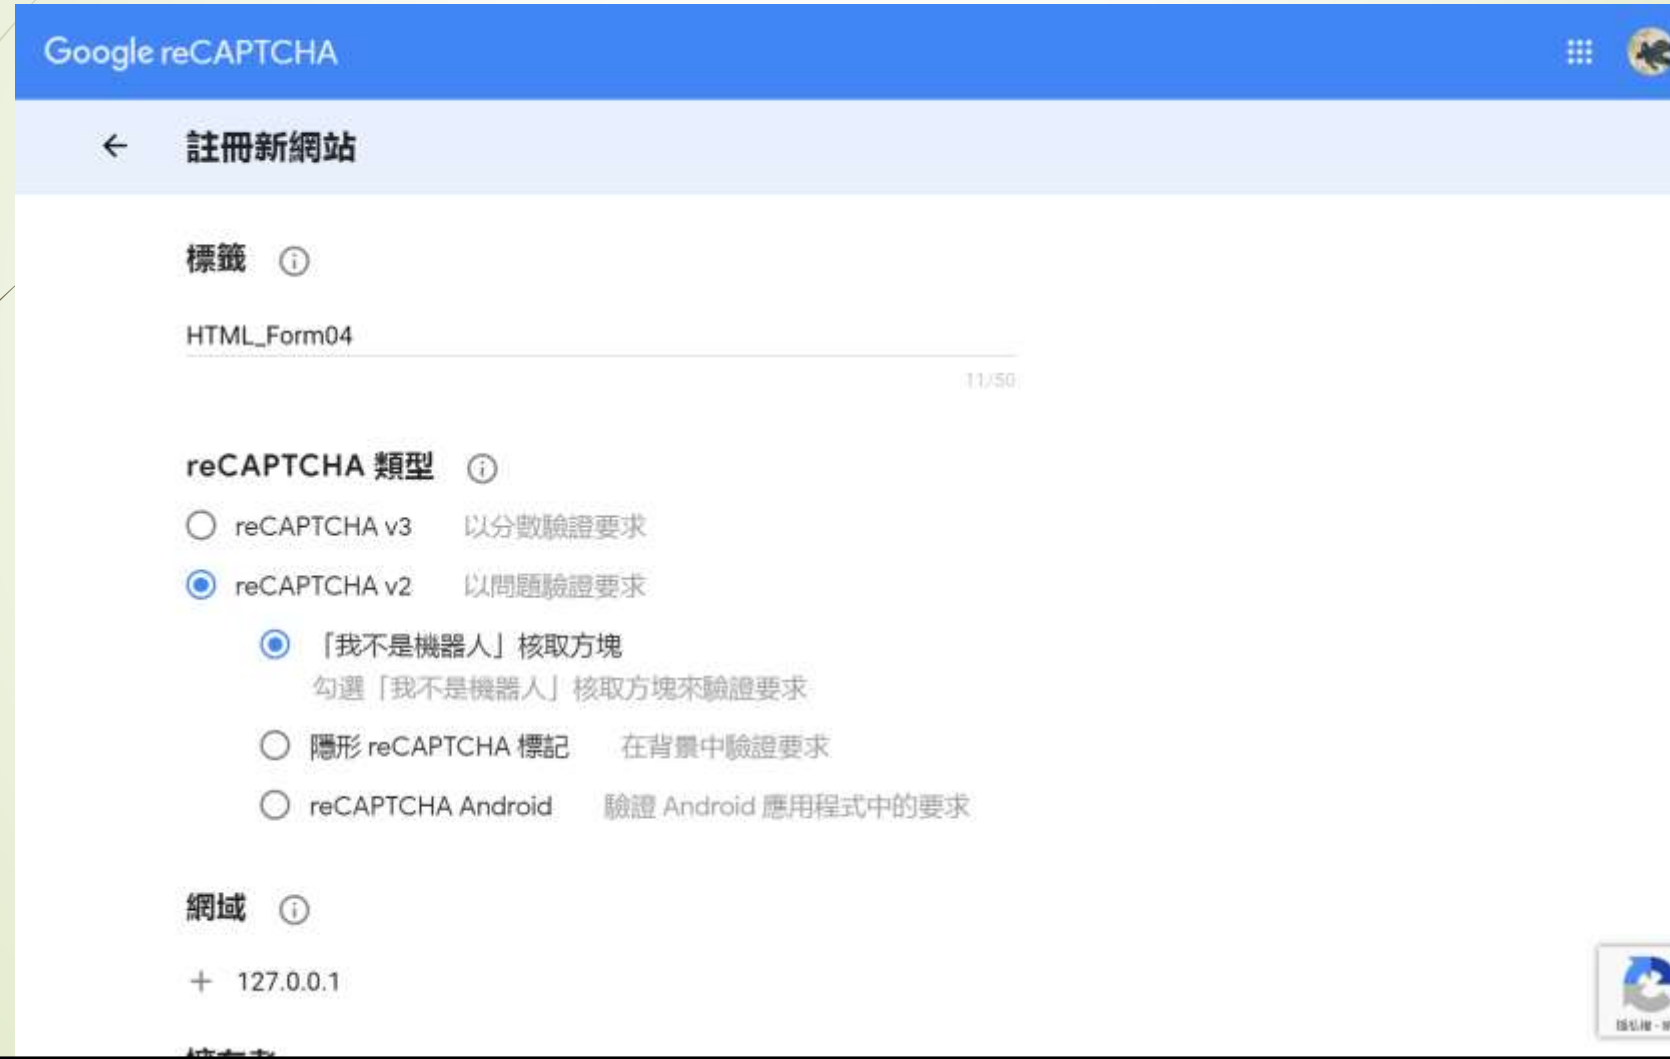 Google reCAPTCHA
註冊新網站
標籤
HTML_Form04
11/50
reCAPTCHA 類型
reCAPTCHA v3 以分數驗證要求
reCAPTCHA v2 以問題驗證要求
「我不是機器人」核取方塊
勾選「我不是機器人」核取方塊來驗證要求
隱形 reCAPTCHA 標記 在背景中驗證要求
reCAPTCHA Android 驗證 Android 應用程式中的要求
網域
+ 127.0.0.1